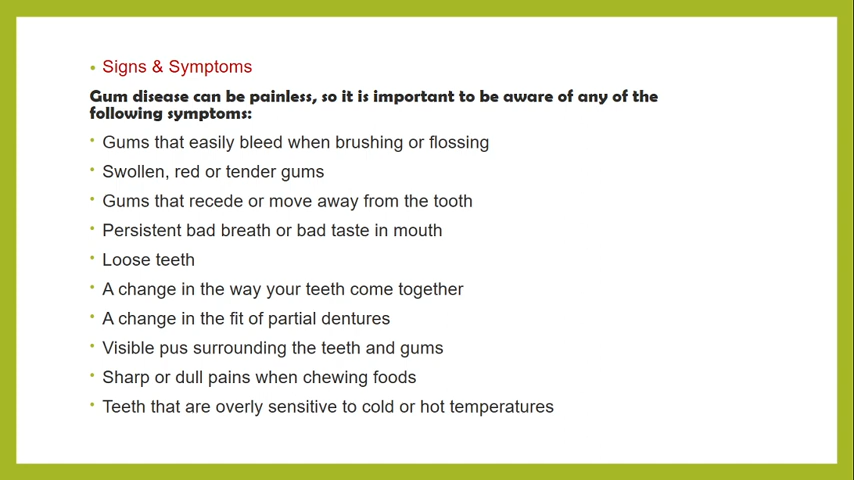 • Signs & Symptoms
Gum disease can be painless, so it is important to be aware of any of the
following symptoms:
• Gums that easily bleed when brushing or flossing
• Swollen, red or tender gums
• Gums that recede or move away from the tooth
• Persistent bad breath or bad taste in mouth
• Loose teeth
• A change in the way your teeth come together
• A change in the fit of partial dentures
• Visible pus surrounding the teeth and gums
• Sharp or dull pains when chewing foods
• Teeth that are overly sensitive to cold or hot temperatures